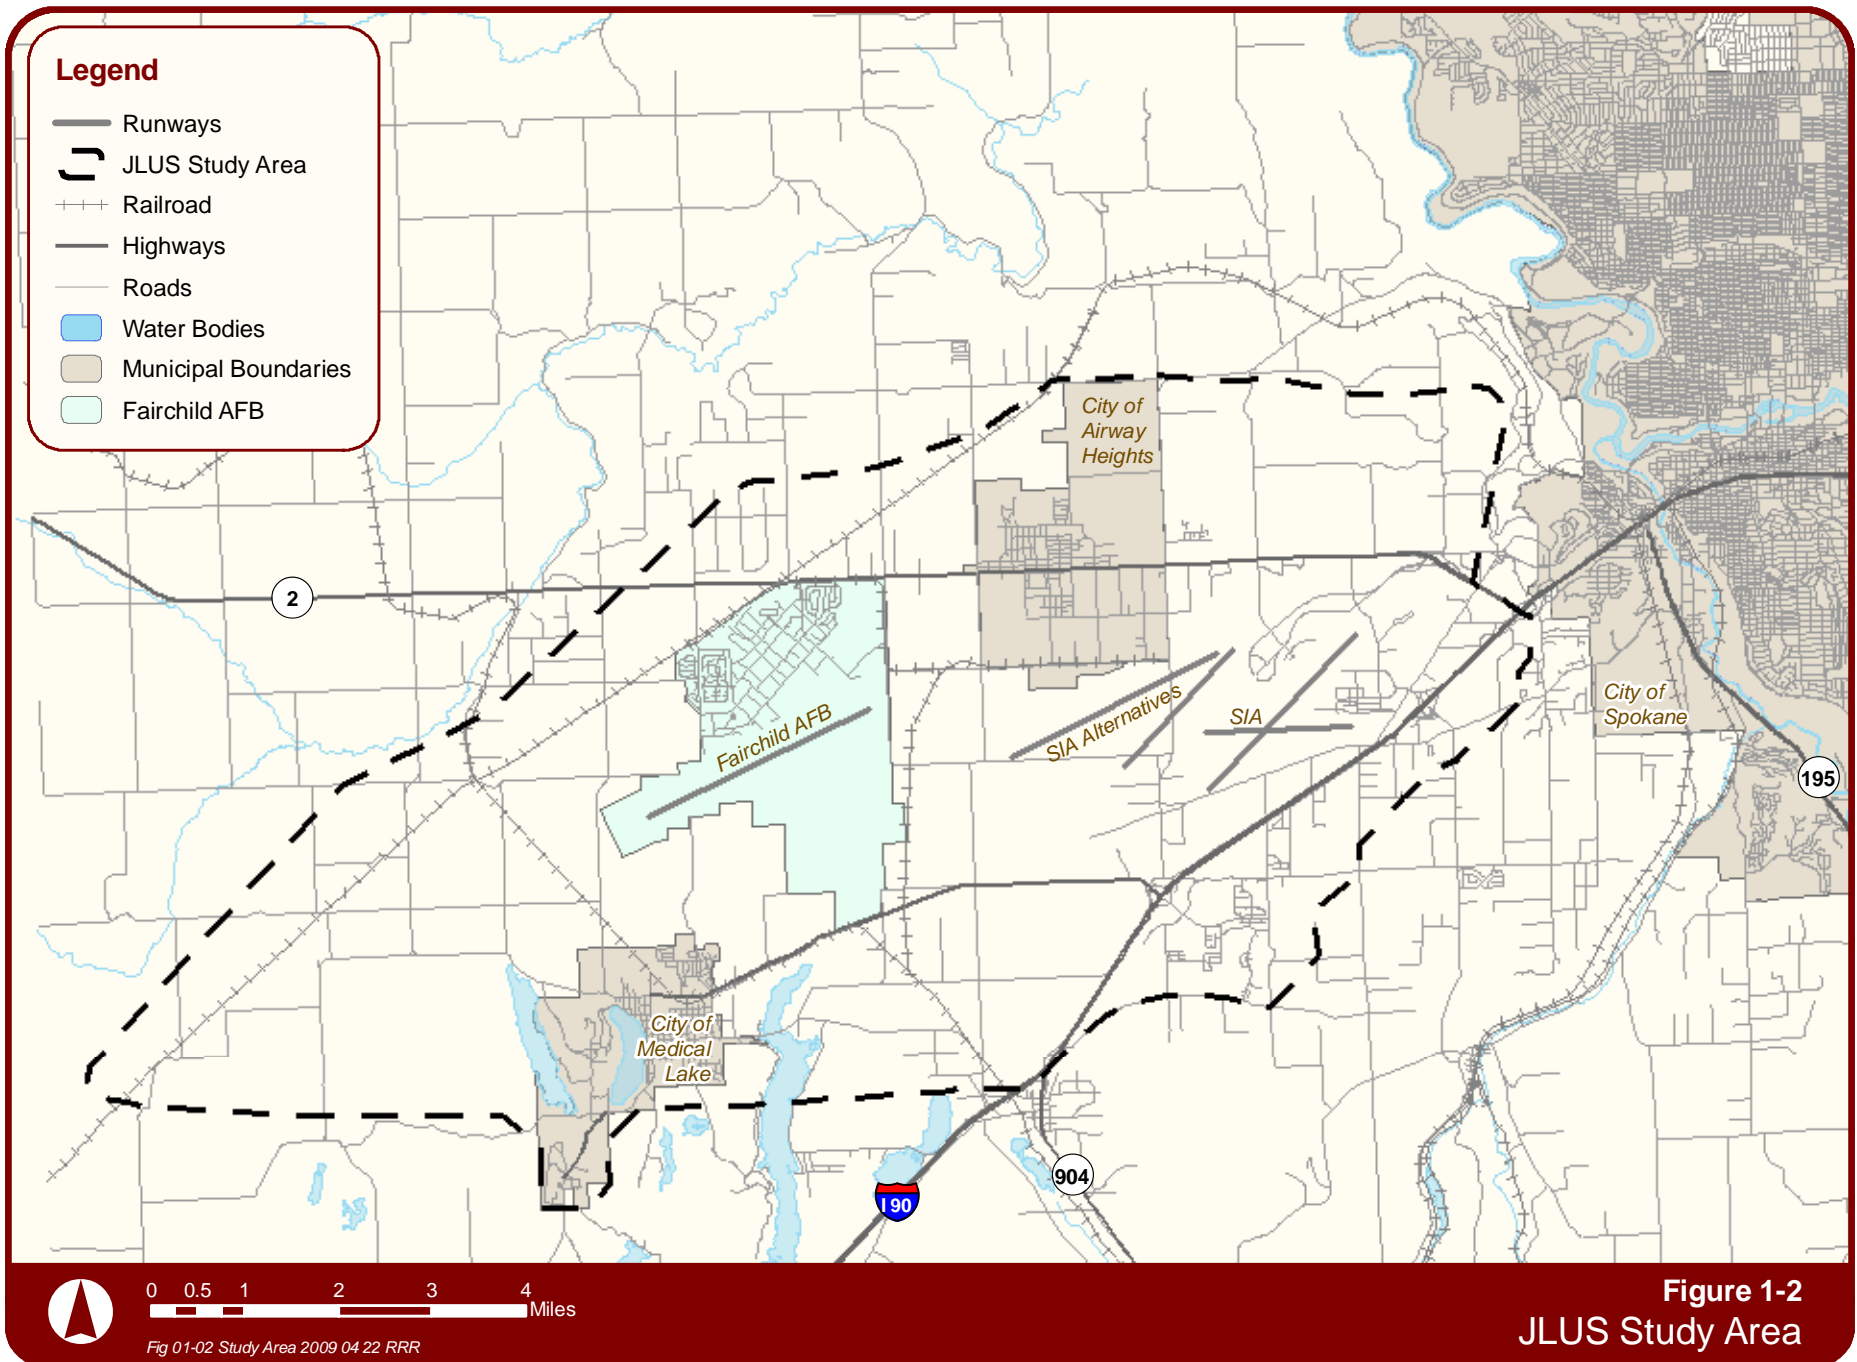 Legend
Runways
JLUS Study Area
Railroad
Highways
Roads
Water Bodies
Municipal Boundaries
Fairchild AFB
City of
Airway
Heights
2
Fairchild AFB
SIA Alternatives
SIA
City of
Spokane
195
City of
Medical
Lake
904
I 90
0 0.5 1 2 3 4
Miles
Fig 01-02 Study Area 2009 04 22 RRR
Figure 1-2
JLUS Study Area